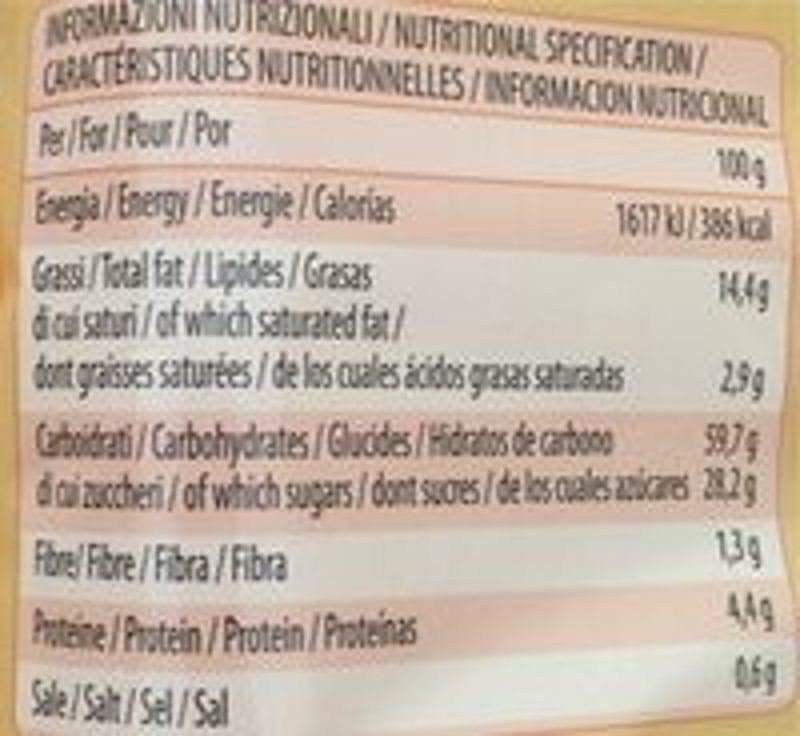 INFORMAZIONI NUTRIZIONALI / NUTRITIONAL SPECIFICATION /
CARACTÉRISTIQUES NUTRITIONNELLES / INFORMACION NUTRICIONAL
Per / For / Pour / Por 100 g
Energia / Energy / Energie / Calorías 1617 kJ / 386 kcal
Grassi / Total fat / Lipides / Grasas 14,4 g
di cui saturi / of which saturated fat /
dont graisses saturées / de los cuales ácidos grasas saturadas 2,9 g
Carboidrati / Carbohydrates / Glucides / Hidratos de carbono 59,7 g
di cui zuccheri / of which sugars / dont sucres / de los cuales azúcares 28,2 g
Fibre/ Fibre / Fibra / Fibra 1,3 g
Proteine / Protein / Protein / Proteínas 4,4 g
Sale / Salt / Sel / Sal 0,6 g